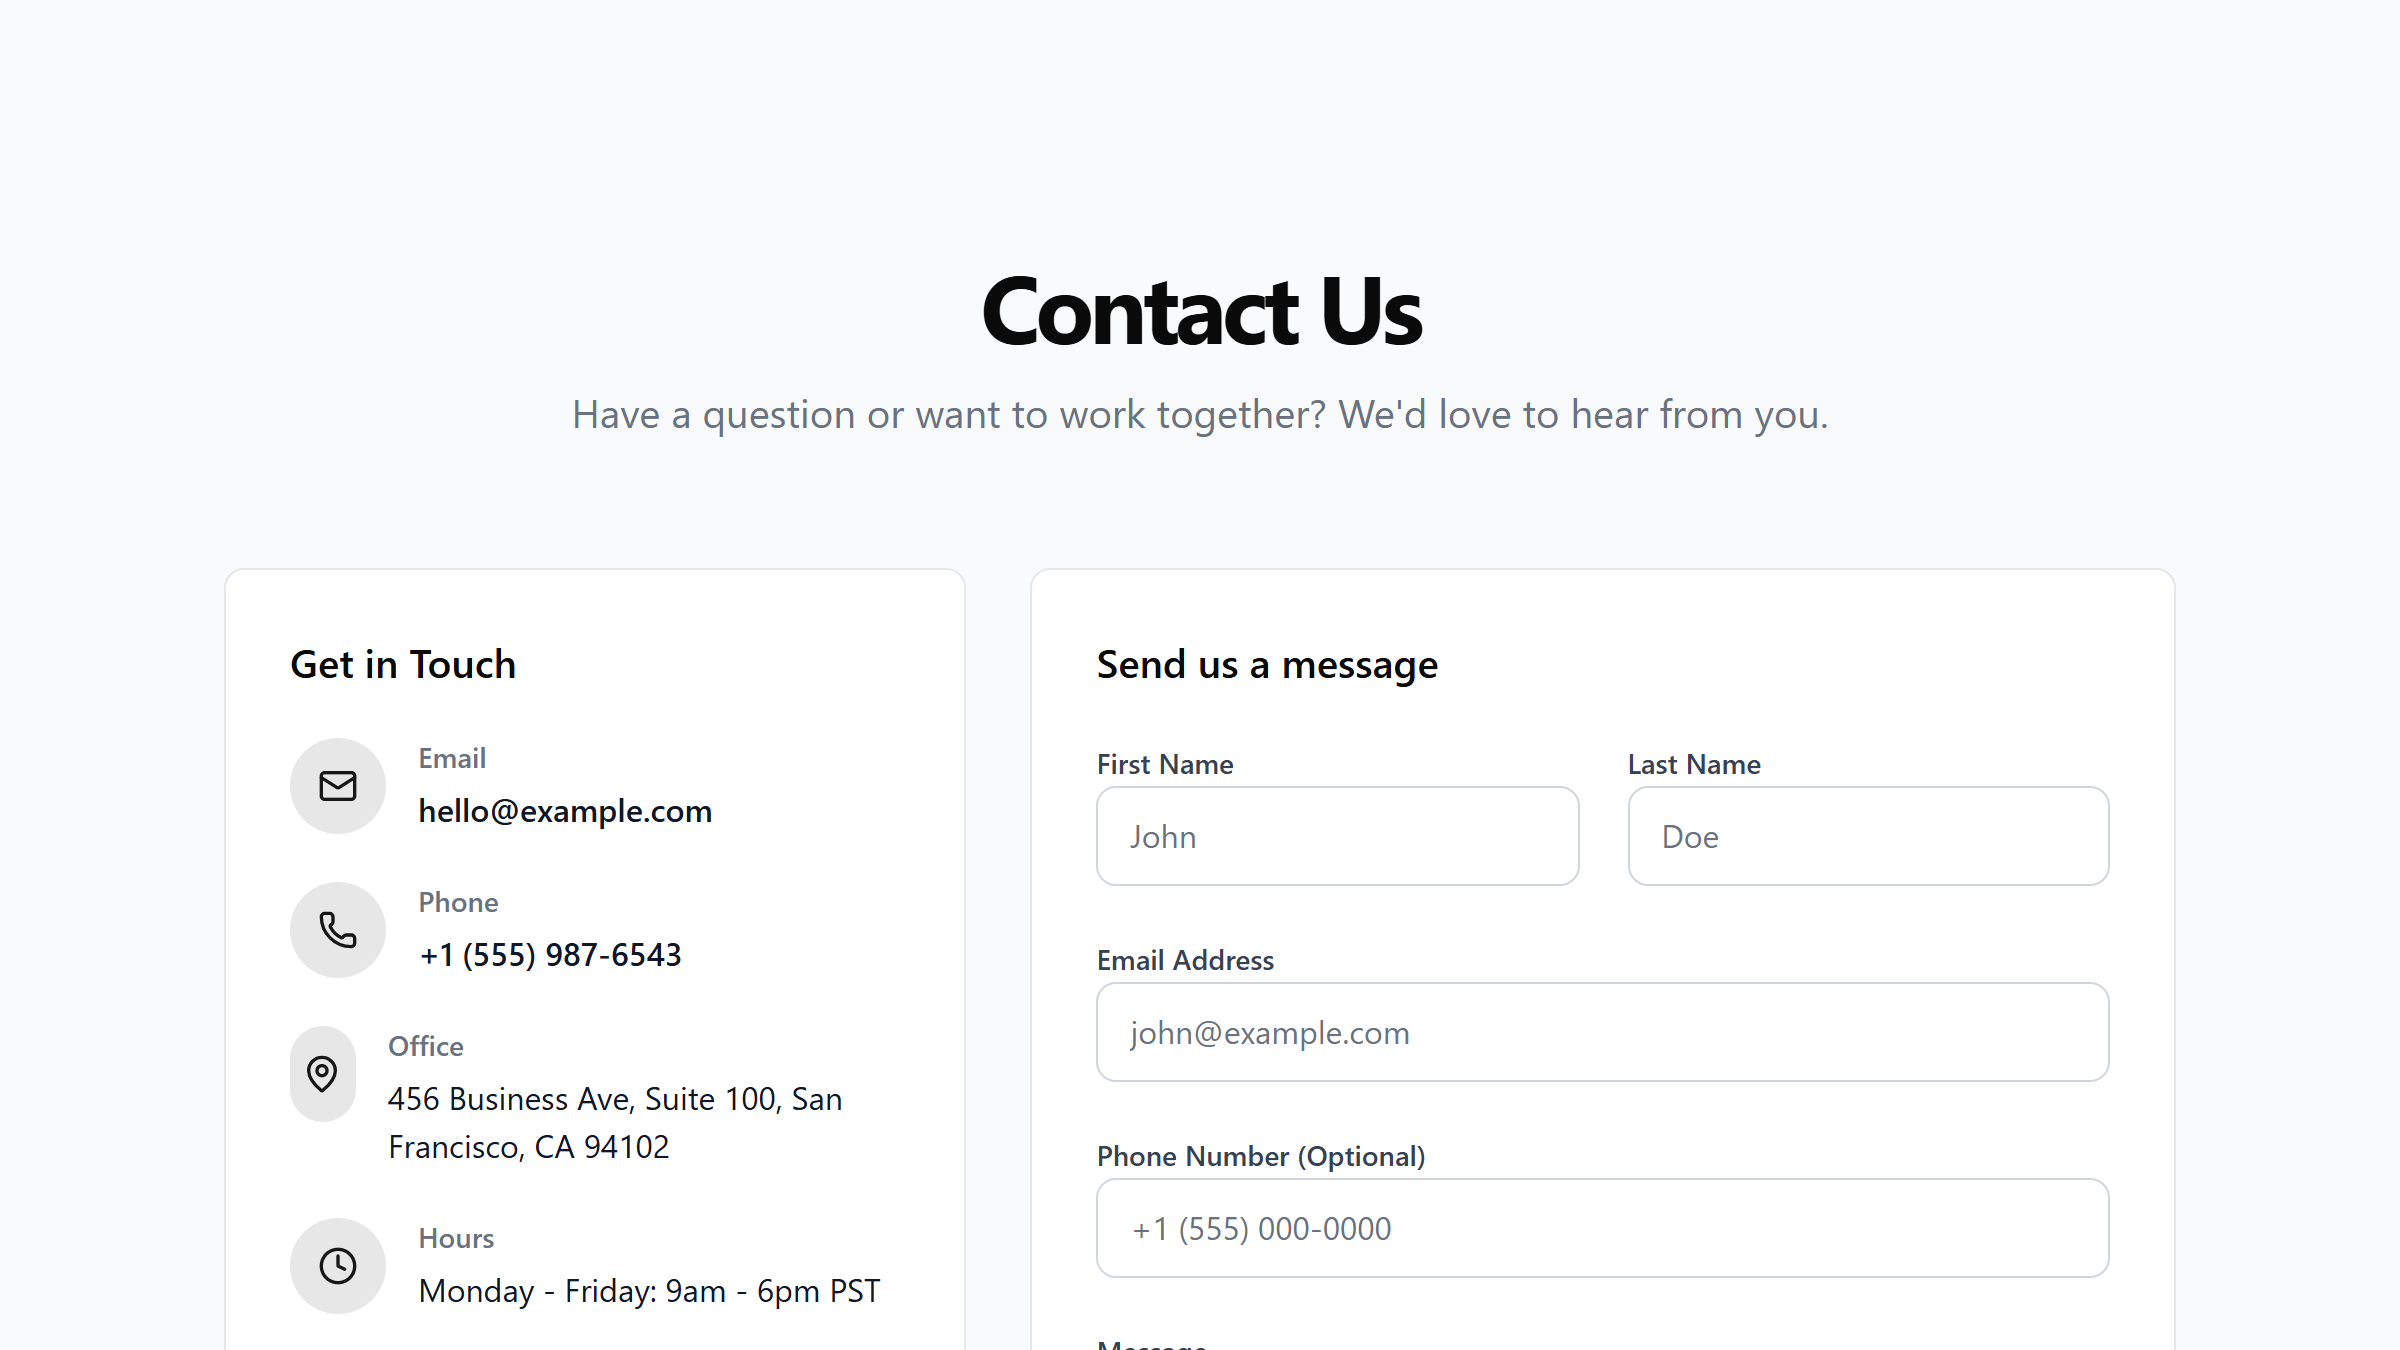 Contact Us
Have a question or want to work together? We'd love to hear from you.
Get in Touch
Email
hello@example.com
Phone
+1 (555) 987-6543
Office
456 Business Ave, Suite 100, San
Francisco, CA 94102
Hours
Monday - Friday: 9am - 6pm PST
Send us a message
First Name
Last Name
John
Doe
Email Address
john@example.com
Phone Number (Optional)
+1 (555) 000-0000
Message